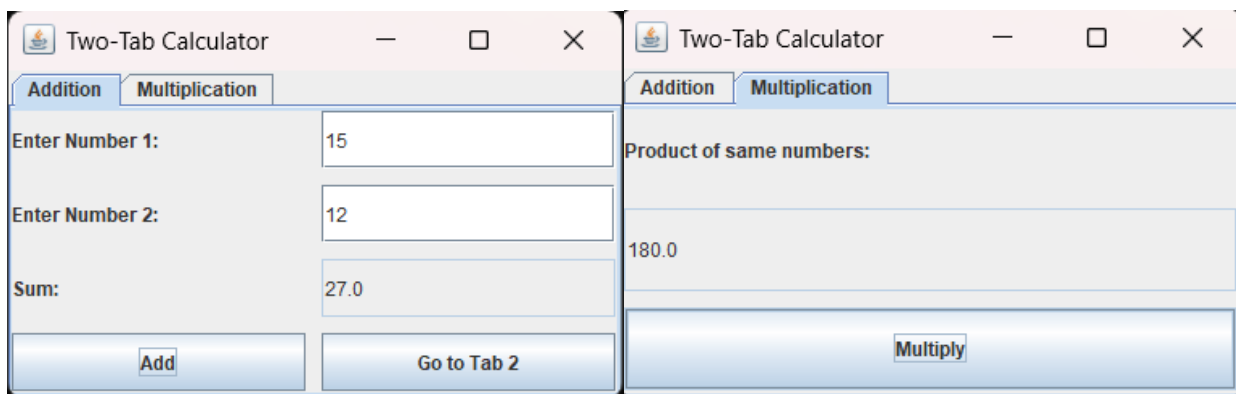 Two-Tab Calculator
Addition Multiplication
Enter Number 1: 15
Enter Number 2: 12
Sum: 27.0
Add Go to Tab 2
Two-Tab Calculator
Addition Multiplication
Product of same numbers:
180.0
Multiply